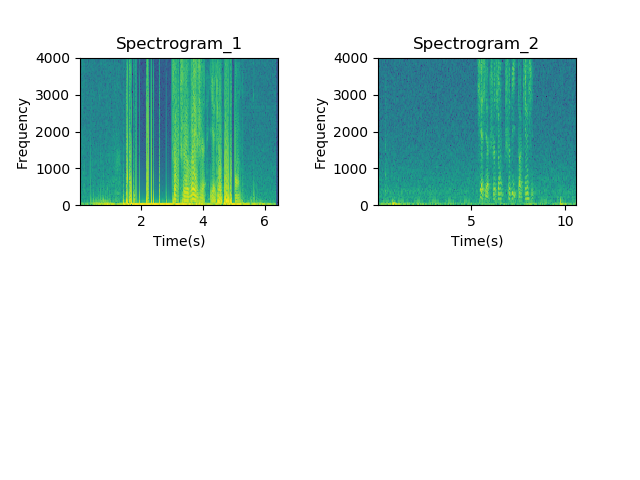 Spectrogram_1 Spectrogram_2
4000 4000
3000 3000
Frequency Frequency
2000 2000
1000 1000
0 0
2 4 6 5 10
Time(s) Time(s)